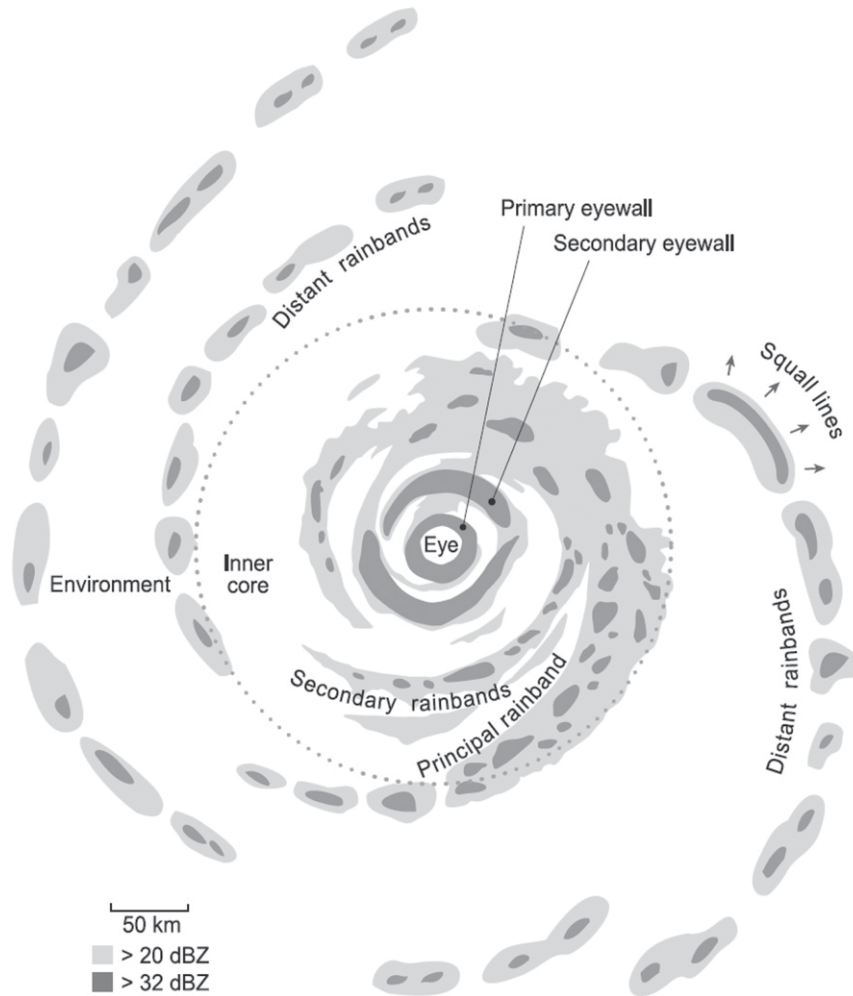 Primary eyewall
Secondary eyewall
Distant rainbands
Squall lines
Eye
Inner
core
Environment
Distant rainbands
Secondary rainbands
Principal rainband
50 km
> 20 dBZ
> 32 dBZ